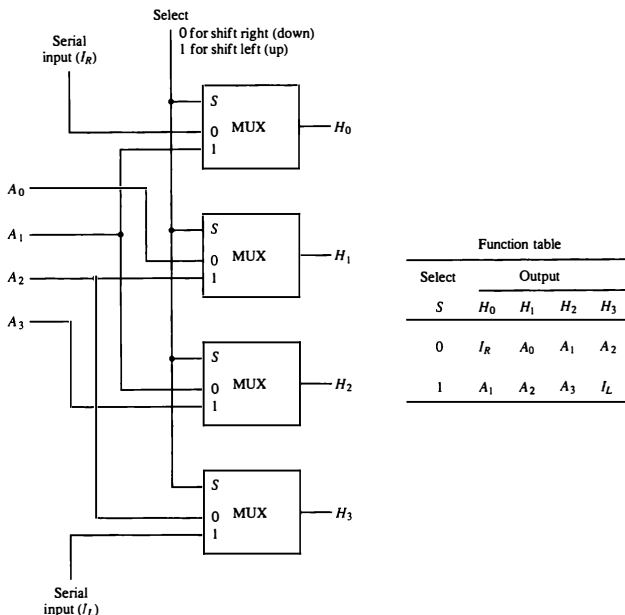 Select
0 for shift right (down)
1 for shift left (up)
Serial
input (I_R)
S
0
1
MUX
H_0
A_0
A_1
A_2
A_3
S
0
1
MUX
H_1
S
0
1
MUX
H_2
S
0
1
MUX
H_3
Serial
input (I_L)
Function table
Select Output
S H_0 H_1 H_2 H_3
0 I_R A_0 A_1 A_2
1 A_1 A_2 A_3 I_L